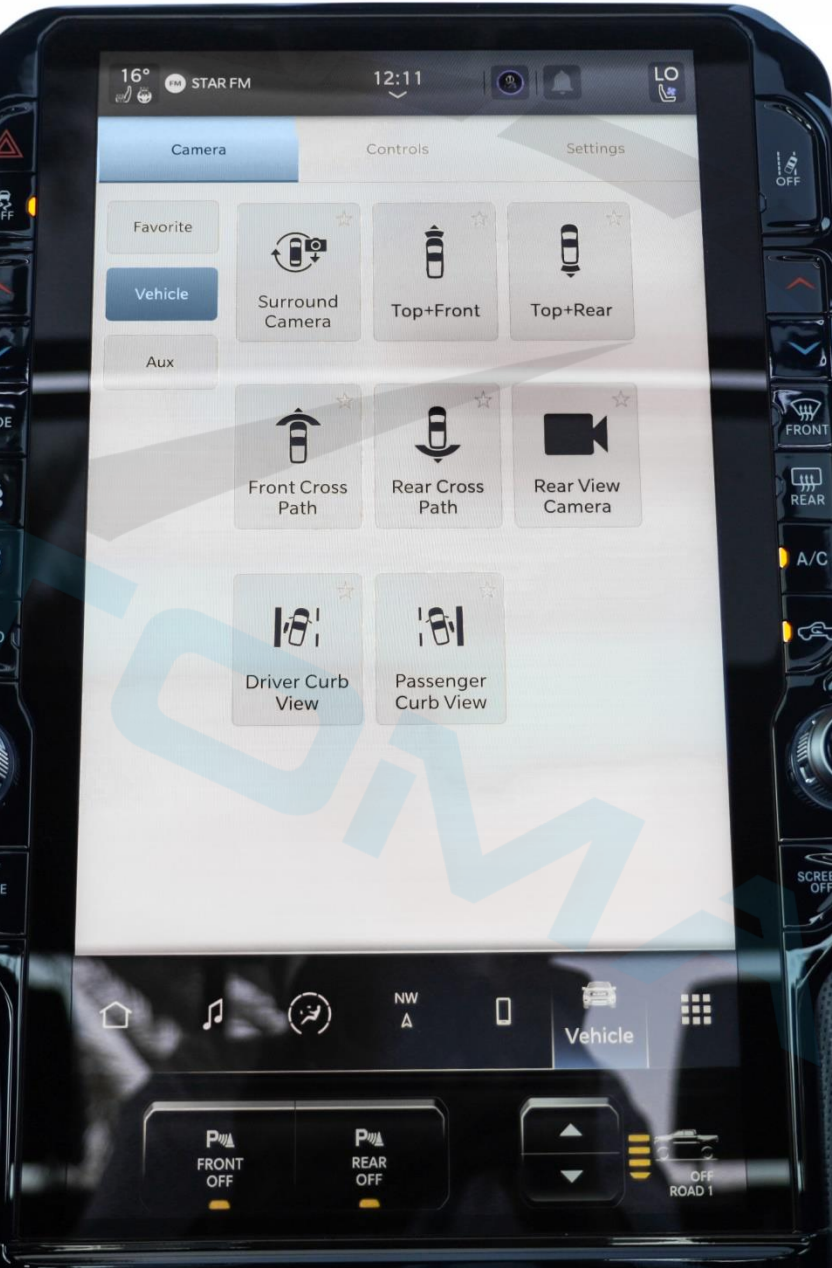 16°
FM STAR FM
12:11
LO
Camera
Controls
Settings
OFF
Favorite
Vehicle
Aux
Surround
Camera
Top+Front
Top+Rear
FRONT
Front Cross
Path
Rear Cross
Path
Rear View
Camera
REAR
A/C
Driver Curb
View
Passenger
Curb View
NW
Vehicle
P
FRONT
OFF
P
REAR
OFF
OFF
ROAD 1